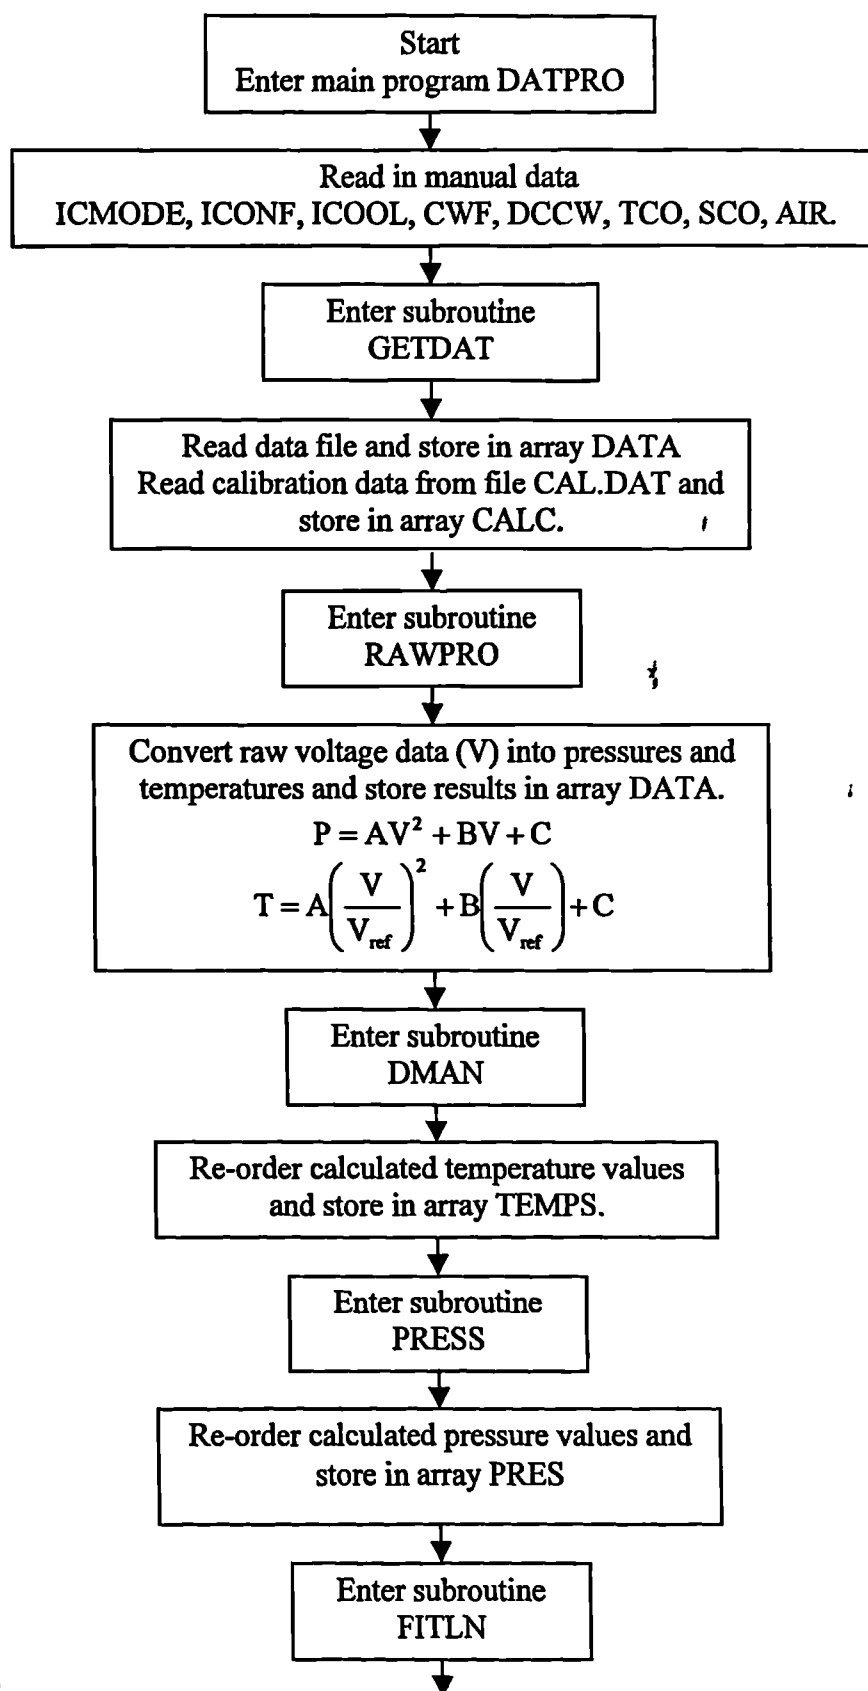 Start
Enter main program DATPRO
Read in manual data
ICMODE, ICONF, ICOOL, CWF, DCCW, TCO, SCO, AIR.
Enter subroutine
GETDAT
Read data file and store in array DATA
Read calibration data from file CAL.DAT and
store in array CALC.
Enter subroutine
RAWPRO
Convert raw voltage data (V) into pressures and
temperatures and store results in array DATA.
P = AV² + BV + C
T = A(V/V_ref)² + B(V/V_ref) + C
Enter subroutine
DMAN
Re-order calculated temperature values
and store in array TEMPS.
Enter subroutine
PRESS
Re-order calculated pressure values and
store in array PRES
Enter subroutine
FITLN